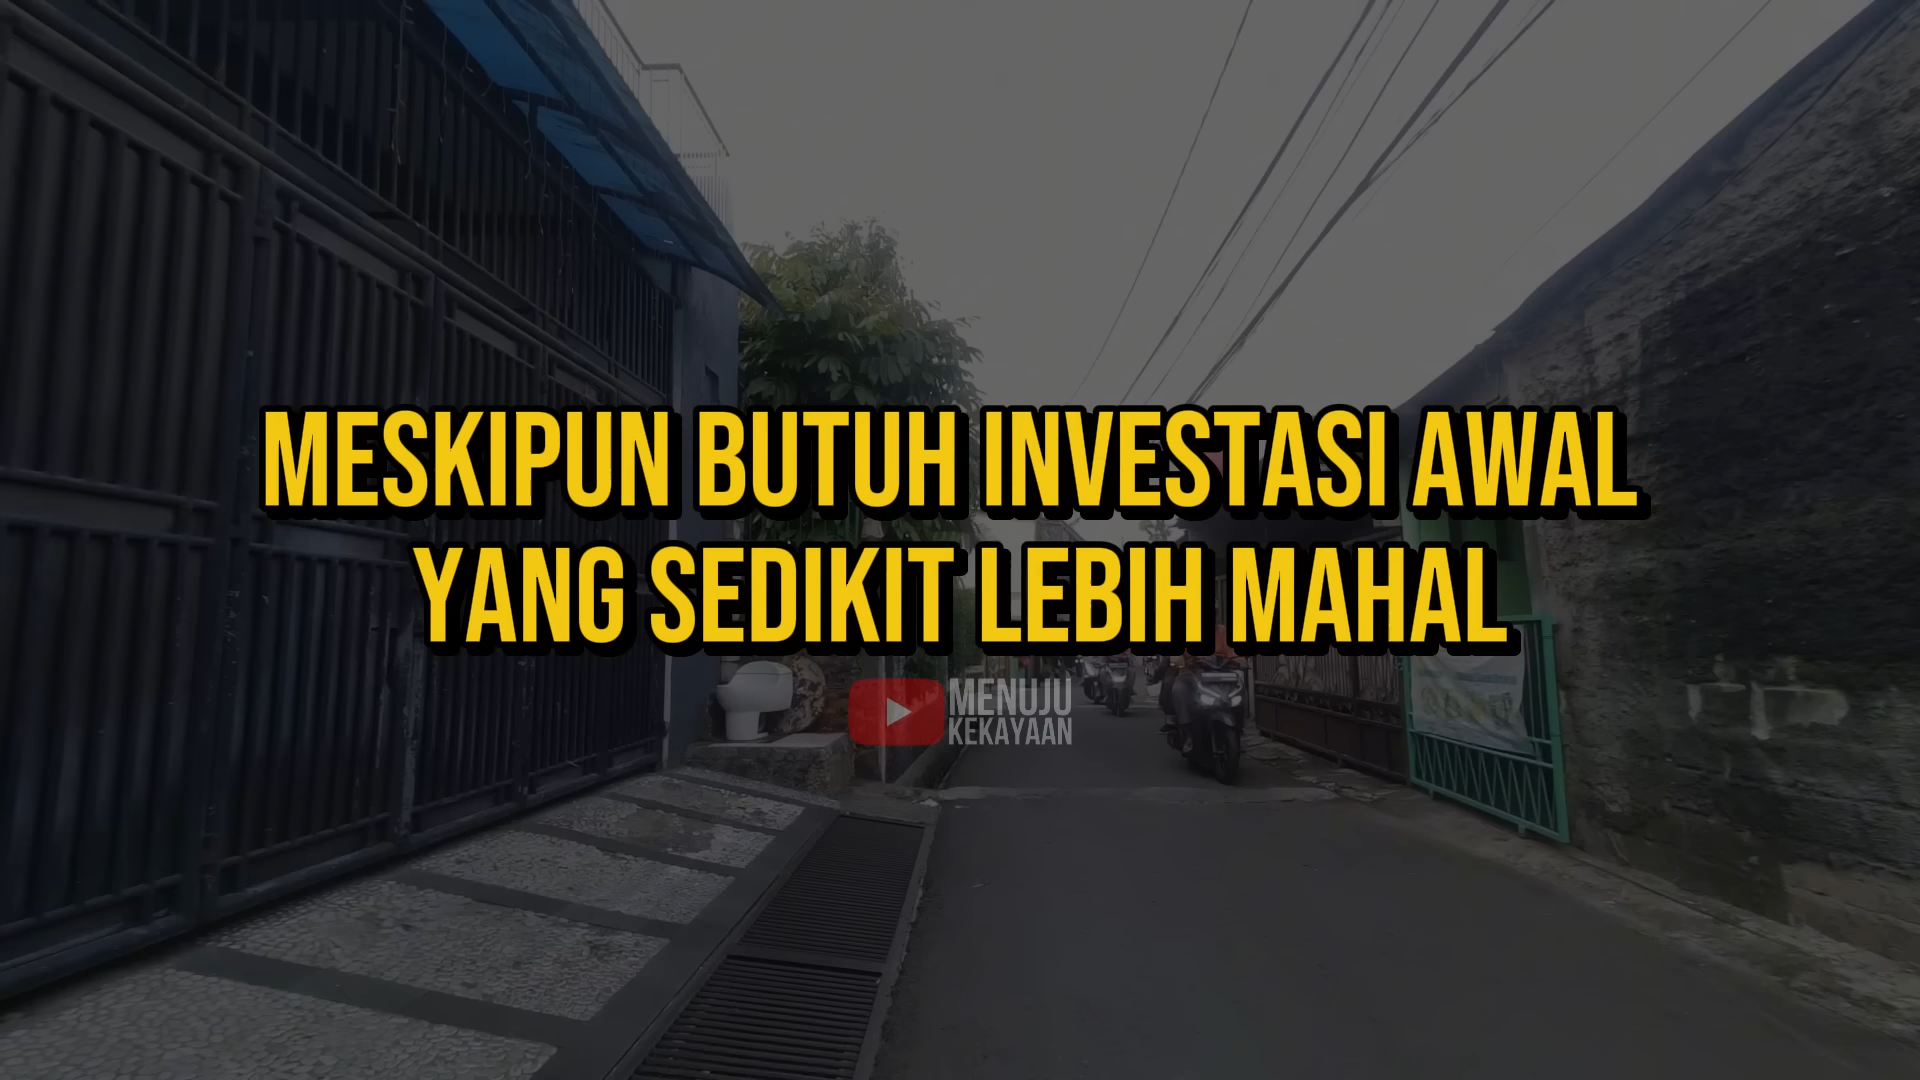 MESKIPUN BUTUH INVESTASI AWAL
YANG SEDIKIT LEBIH MAHAL
MENUJU
KEKAYAAN